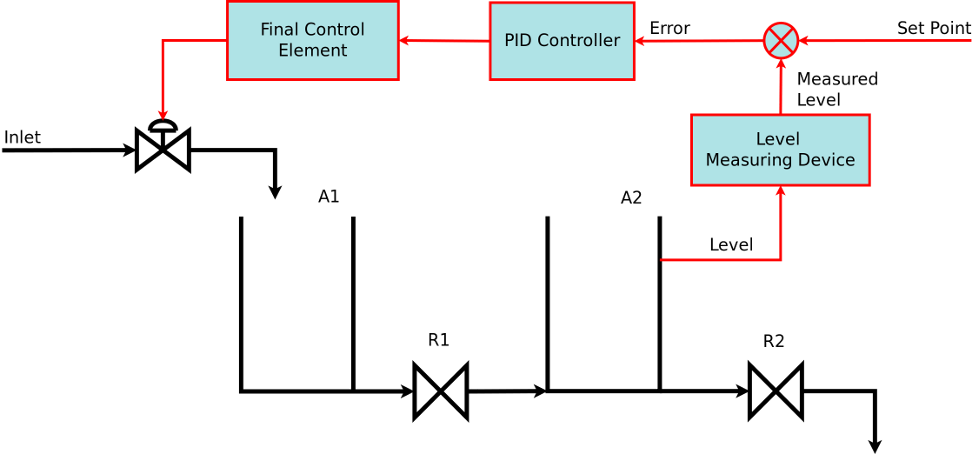 Final Control
Element
PID Controller
Error
Set Point
Measured
Level
Inlet
Level
Measuring Device
A1
A2
Level
R1
R2